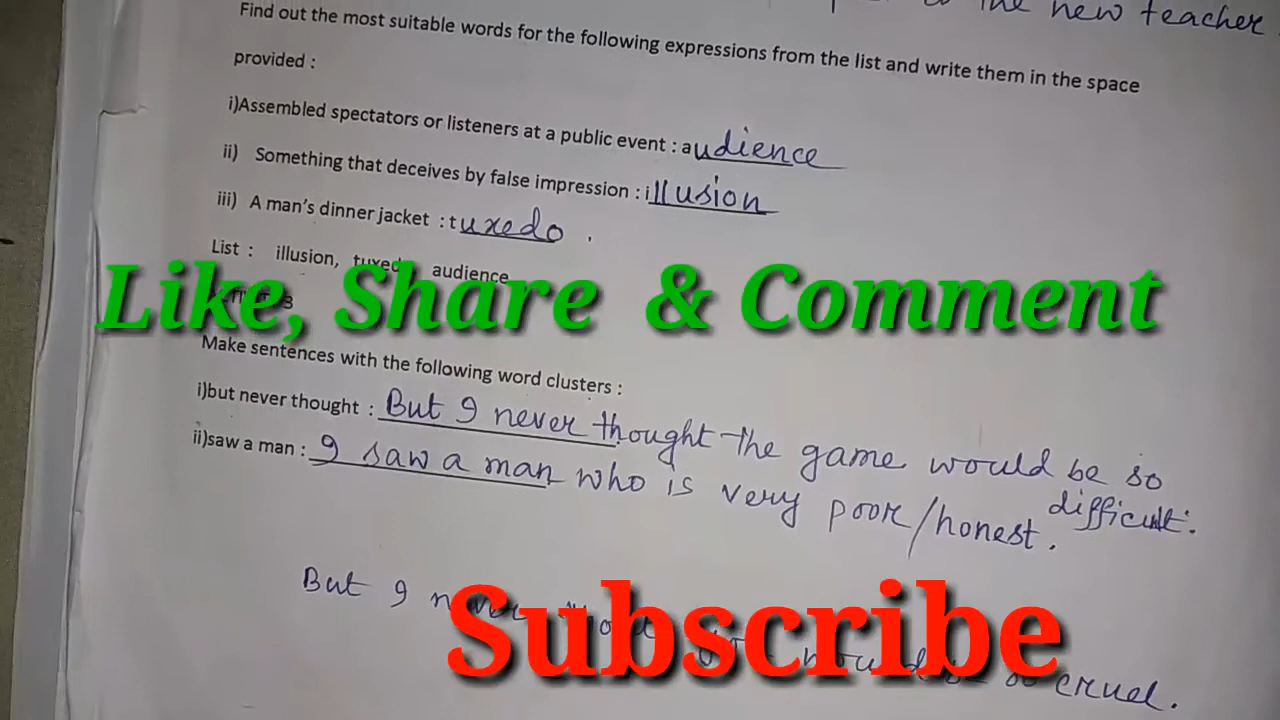 the new teacher
Find out the most suitable words for the following expressions from the list and write them in the space
provided :
i)Assembled spectators or listeners at a public event : audience
ii) Something that deceives by false impression : illusion
iii) A man's dinner jacket : tuxedo .
List : illusion, tuxedo, audience
Like, Share & Comment
3
Make sentences with the following word clusters :
i)but never thought : But I never thought the game would be so
difficult.
ii)saw a man : I saw a man who is very poor/honest.
But I never
cruel.
Subscribe